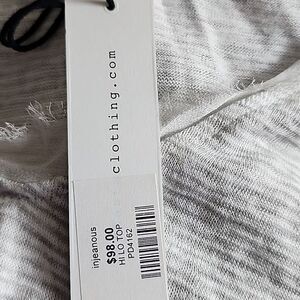 clothing.com
injeanous
$98.00
HI LO TOP
PD4162